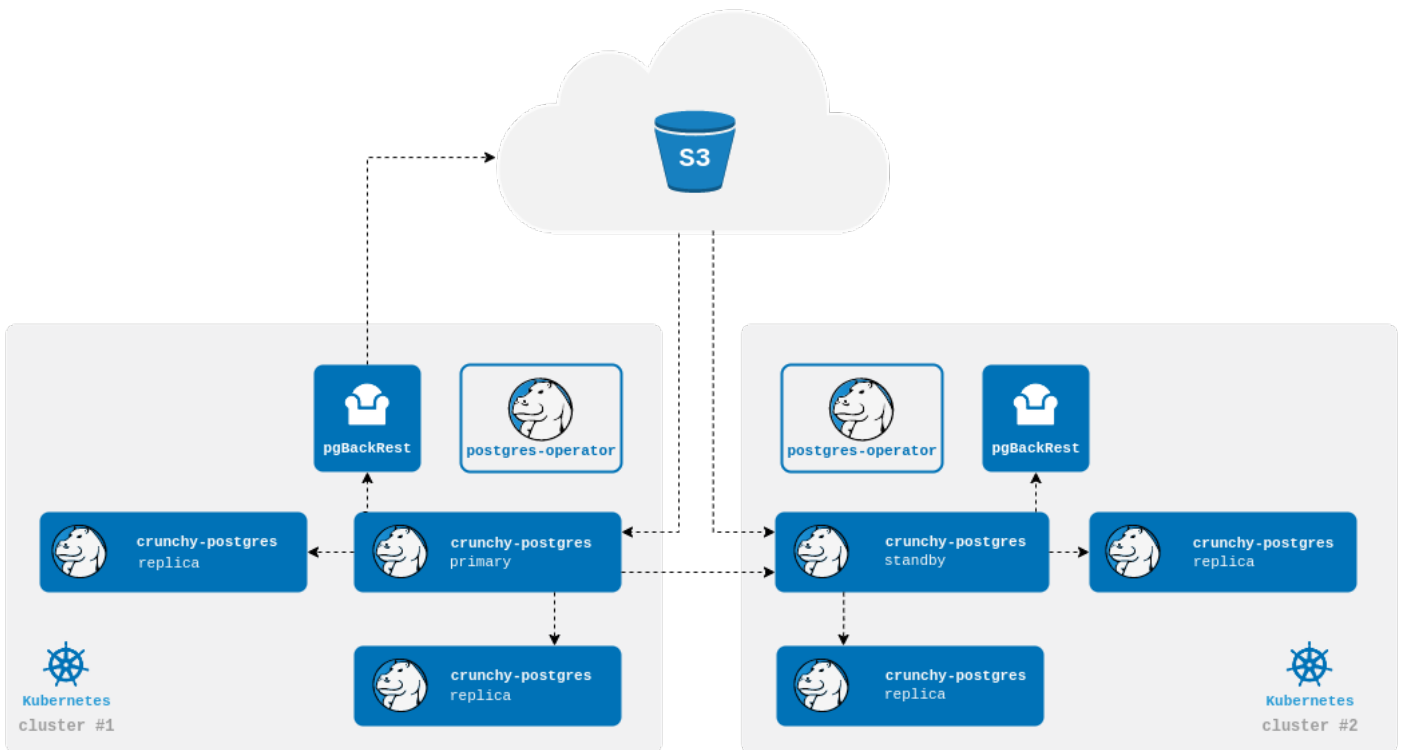 S3
pgBackRest
postgres-operator
crunchy-postgres
replica
crunchy-postgres
primary
crunchy-postgres
replica
Kubernetes
cluster #1
postgres-operator
pgBackRest
crunchy-postgres
standby
crunchy-postgres
replica
crunchy-postgres
replica
Kubernetes
cluster #2